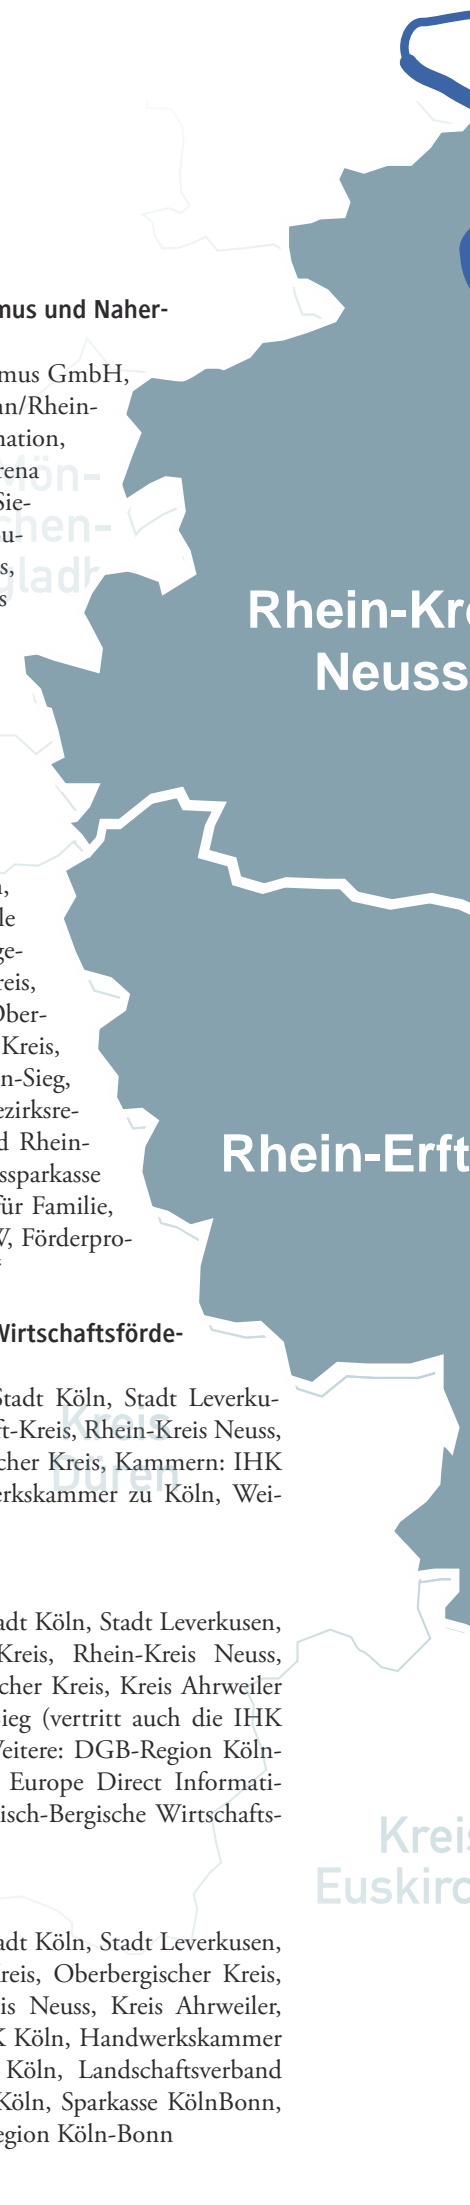 mus und Naher-
mus GmbH,
nn/Rhein-
nation,
rena
Sie-
ou-
s,
s
Mön-
chen-
gladb
Rhein-Kre
Neuss
n,
le
ge-
reis,
Ober-
Kreis,
n-Sieg,
ezirksre-
d Rhein-
ssparkasse
für Familie,
W, Förderpro-
Rhein-Erft
Wirtschaftsförde-
Stadt Köln, Stadt Leverku-
ft-Kreis, Rhein-Kreis Neuss,
cher Kreis, Kammern: IHK
erkskammer zu Köln, Wei-
Kreis
Düren
adt Köln, Stadt Leverkusen,
Kreis, Rhein-Kreis Neuss,
cher Kreis, Kreis Ahrweiler
ieg (vertritt auch die IHK
Weitere: DGB-Region Köln-
Europe Direct Informati-
isch-Bergische Wirtschafts-
Kreis
Euskirc
adt Köln, Stadt Leverkusen,
reis, Oberbergischer Kreis,
is Neuss, Kreis Ahrweiler,
K Köln, Handwerkskammer
Köln, Landschaftsverband
Köln, Sparkasse KölnBonn,
egion Köln-Bonn